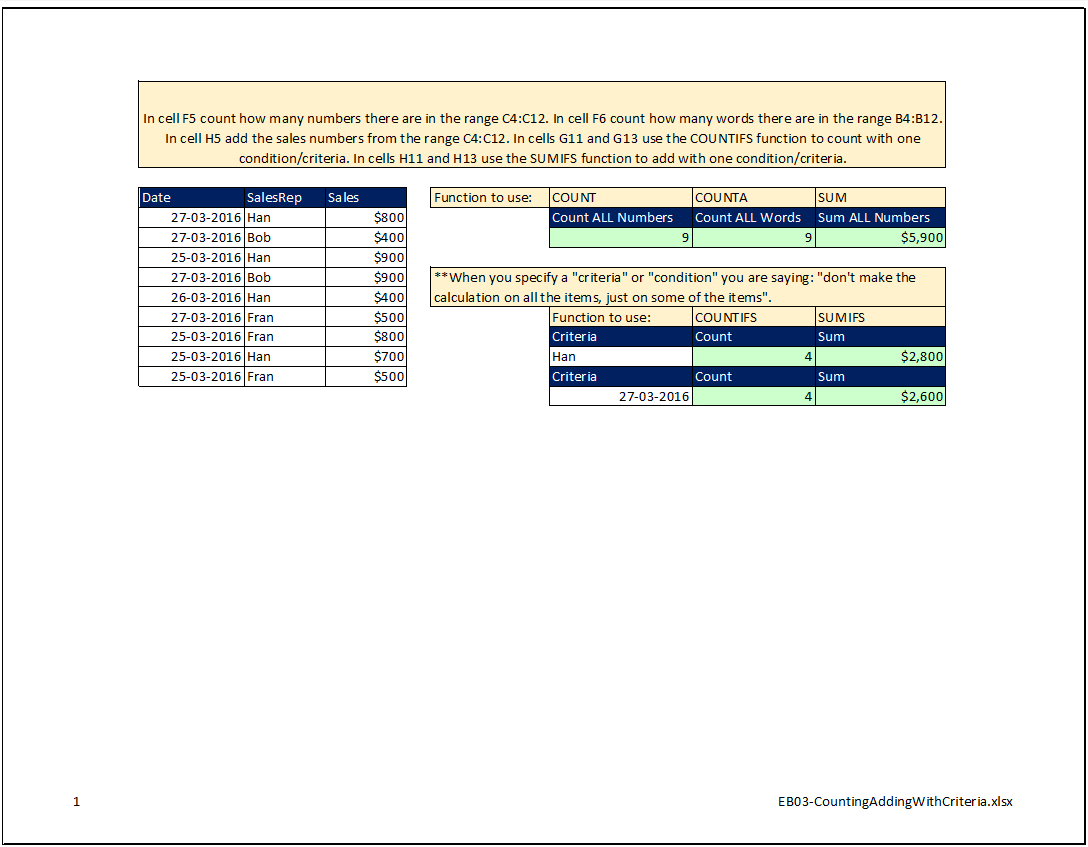 In cell F5 count how many numbers there are in the range C4:C12. In cell F6 count how many words there are in the range B4:B12.
In cell H5 add the sales numbers from the range C4:C12. In cells G11 and G13 use the COUNTIFS function to count with one
condition/criteria. In cells H11 and H13 use the SUMIFS function to add with one condition/criteria.
Date SalesRep Sales Function to use: COUNT COUNTA SUM
27-03-2016 Han $800 Count ALL Numbers Count ALL Words Sum ALL Numbers
27-03-2016 Bob $400 9 9 $5,900
25-03-2016 Han $900
27-03-2016 Bob $900 **When you specify a "criteria" or "condition" you are saying: "don't make the
26-03-2016 Han $400 calculation on all the items, just on some of the items".
27-03-2016 Fran $500 Function to use: COUNTIFS SUMIFS
25-03-2016 Fran $800 Criteria Count Sum
25-03-2016 Han $700 Han 4 $2,800
25-03-2016 Fran $500 Criteria Count Sum
27-03-2016 4 $2,600
1 EB03-CountingAddingWithCriteria.xlsx